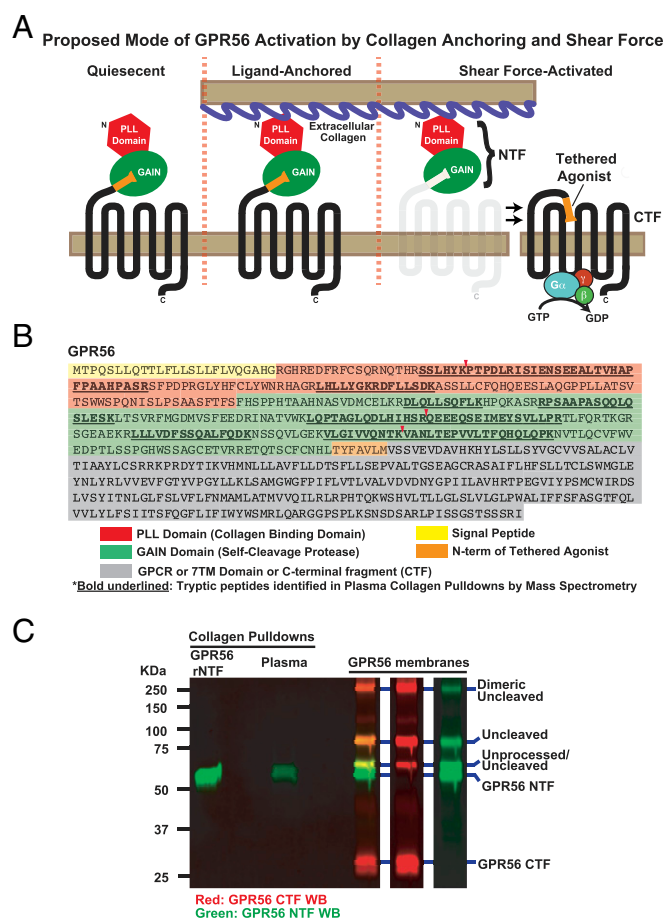 A
Proposed Mode of GPR56 Activation by Collagen Anchoring and Shear Force
Quiesecent
Ligand-Anchored
Shear Force-Activated
N
PLL
Domain
GAIN
C
N
PLL
Domain
GAIN
C
Extracellular
Collagen
PLL
Domain
GAIN
NTF
C
Tethered
Agonist
CTF
Gα
γ
β
GTP
GDP
C
B
GPR56
MTPQSLLQTTLFLLSLLFLVQGAHGRGHREDFRFCSQRNQTHRSSLHYKPTPDLRISIENSEEALTVHAP
FPAAHPASRSFPDPRGLYHFCLYWNRHAGRLHLLYGKRDFLLSDKASSLLCFQHQEESLAQGPPLLATSV
TSWWSPQNISLPSAASFTFSFHSPPHTAAHNASVDMCELKRDLQLLSQFLKHPQKASRRPSAAPASQQLQ
SLESKLTSVRFMGDMVSFEEDRINATVWKLQPTAGLQDLHIHSRQEEEQSEIMEYSVLLPRTLFQRTKGR
SGEAEKRLLLVDFSSQALFQDKNSSQVLGEKVLGIVVQNTKVANLTEPVVLTFQHQLQPKNVTLQCVFWV
EDPTLSSPGHWSSAGCETVRRETQTSCFCNHLTYFAVLMVSSVEVDAVHKHYLSLLSYVGCVVSALACLV
TIAAYLCSRRKPRDYTIKVHMNLLLAVFLLDTSFLLSEPVALTGSEAGCRASAIFLHFSLLTCLSWMGLE
YNLYRLVVEVFGTYVPGYLLKLSAMGWGFPIFLVTLVALVDVDNYGPIILAVHRTPEGVIYPSMCWIRDS
LVSYITNLGLFSLVFLFNMAMLATMVVQILRLRPHTQKWSHVLTLLGLSLVLGLPWALIFFSFASGTFQL
VVLYLFSIITSFQGFLIFIWYWSMRLQARGGPSPLKSNSDSARLPISSGSTSSSRI
PLL Domain (Collagen Binding Domain)
Signal Peptide
GAIN Domain (Self-Cleavage Protease)
N-term of Tethered Agonist
GPCR or 7TM Domain or C-terminal fragment (CTF)
*Bold underlined: Tryptic peptides identified in Plasma Collagen Pulldowns by Mass Spectrometry
C
Collagen Pulldowns
GPR56
rNTF
Plasma
GPR56 membranes
KDa
250
150
100
75
50
37
25
Dimeric
Uncleaved
Uncleaved
Unprocessed/
Uncleaved
GPR56 NTF
GPR56 CTF
Red: GPR56 CTF WB
Green: GPR56 NTF WB